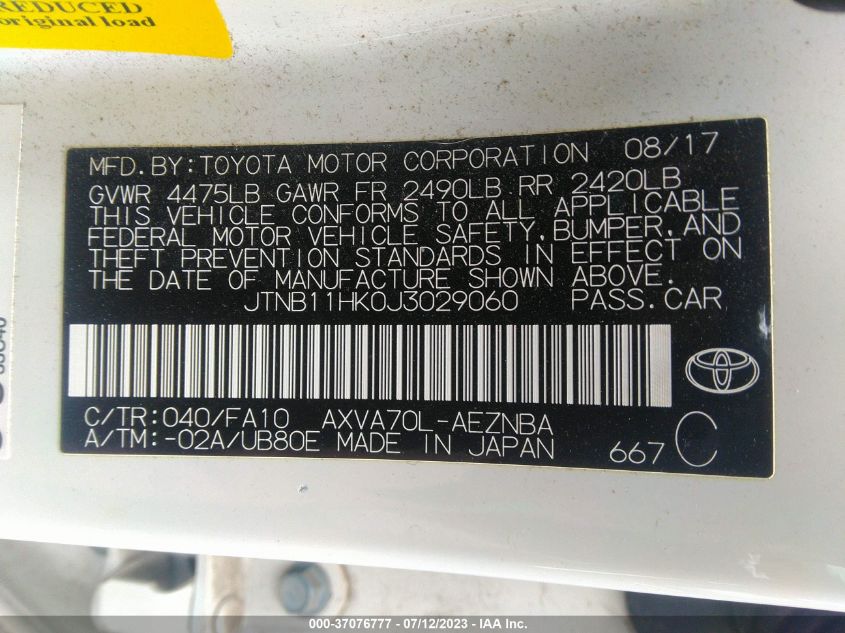 REDUCED
original load
MFD.BY:TOYOTA MOTOR CORPORATION 08/17
GVWR 4475LB GAWR FR 2490LB RR 2420LB
THIS VEHICLE CONFORMS TO ALL APPLICABLE
FEDERAL MOTOR VEHICLE SAFETY, BUMPER, AND
THEFT PREVENTION STANDARDS IN EFFECT ON
THE DATE OF MANUFACTURE SHOWN ABOVE.
JTNB11HK0J3029060 PASS.CAR
C/TR:040/FA10 AXVA70L-AEZNBA
A/TM:-02A/UB80E MADE IN JAPAN
667 C
000-37076777 - 07/12/2023 - IAA Inc.